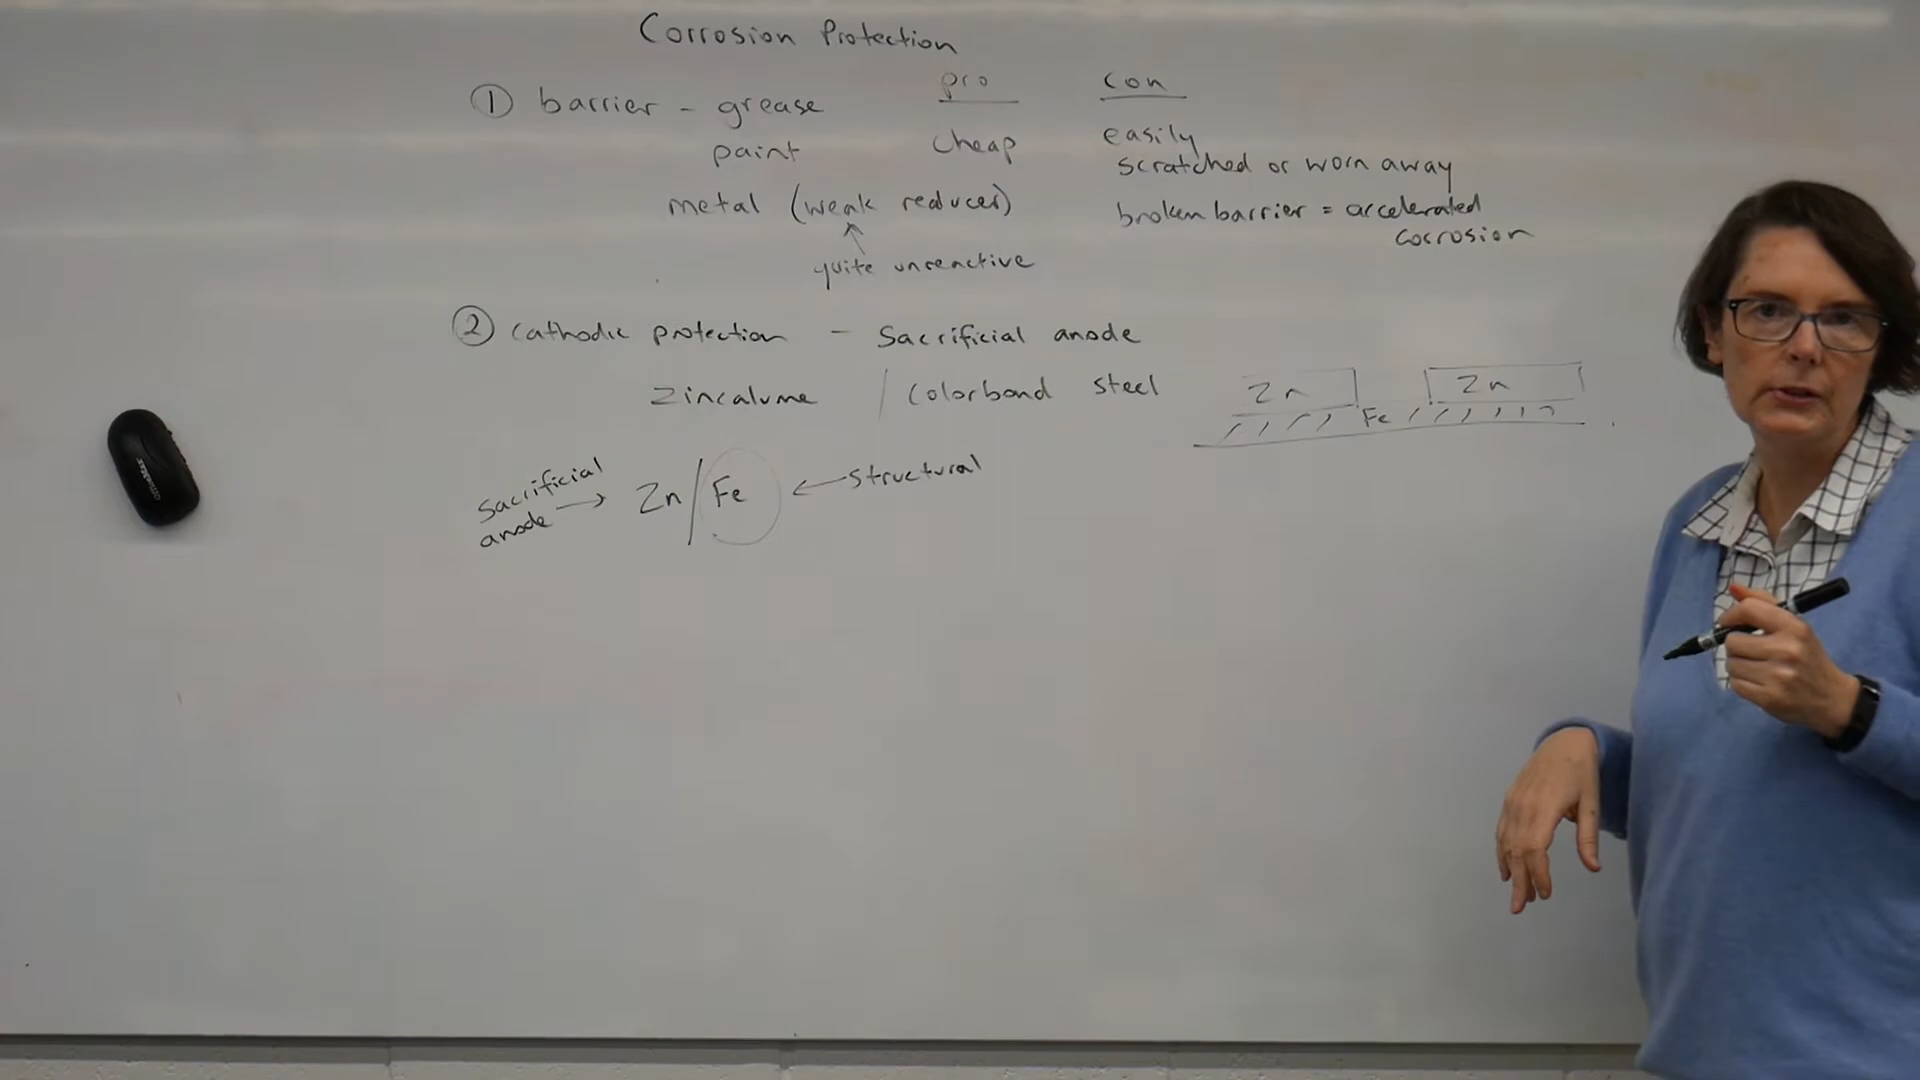 Corrosion Protection
pro con
① barrier - grease
paint cheap easily
scratched or worn away
metal (weak reducer) broken barrier = accelerated
corrosion
quite unreactive
② Cathodic protection - Sacrificial anode
Zincalume / Colorbond steel
Zn Fe Zn
Sacrificial
anode → Zn/Fe ← Structural
OfficeMax